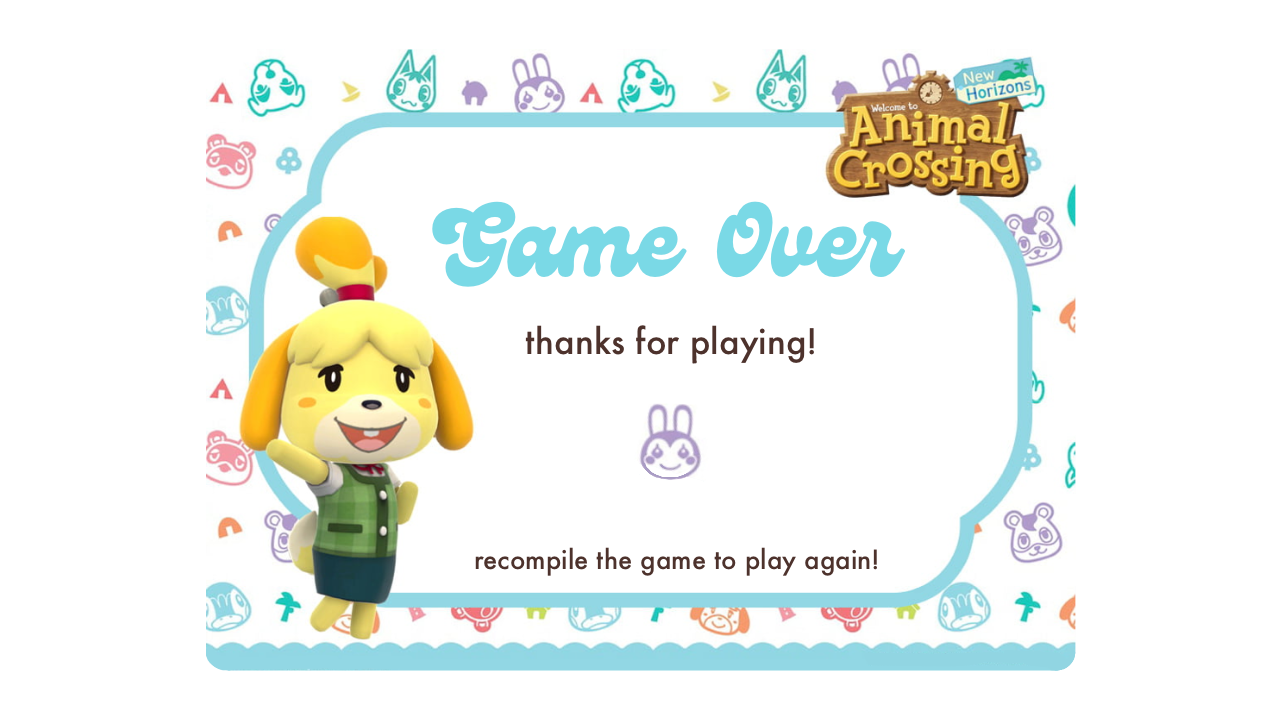 New
Horizons
Welcome to
Animal
Crossing
Game Over
thanks for playing!
recompile the game to play again!